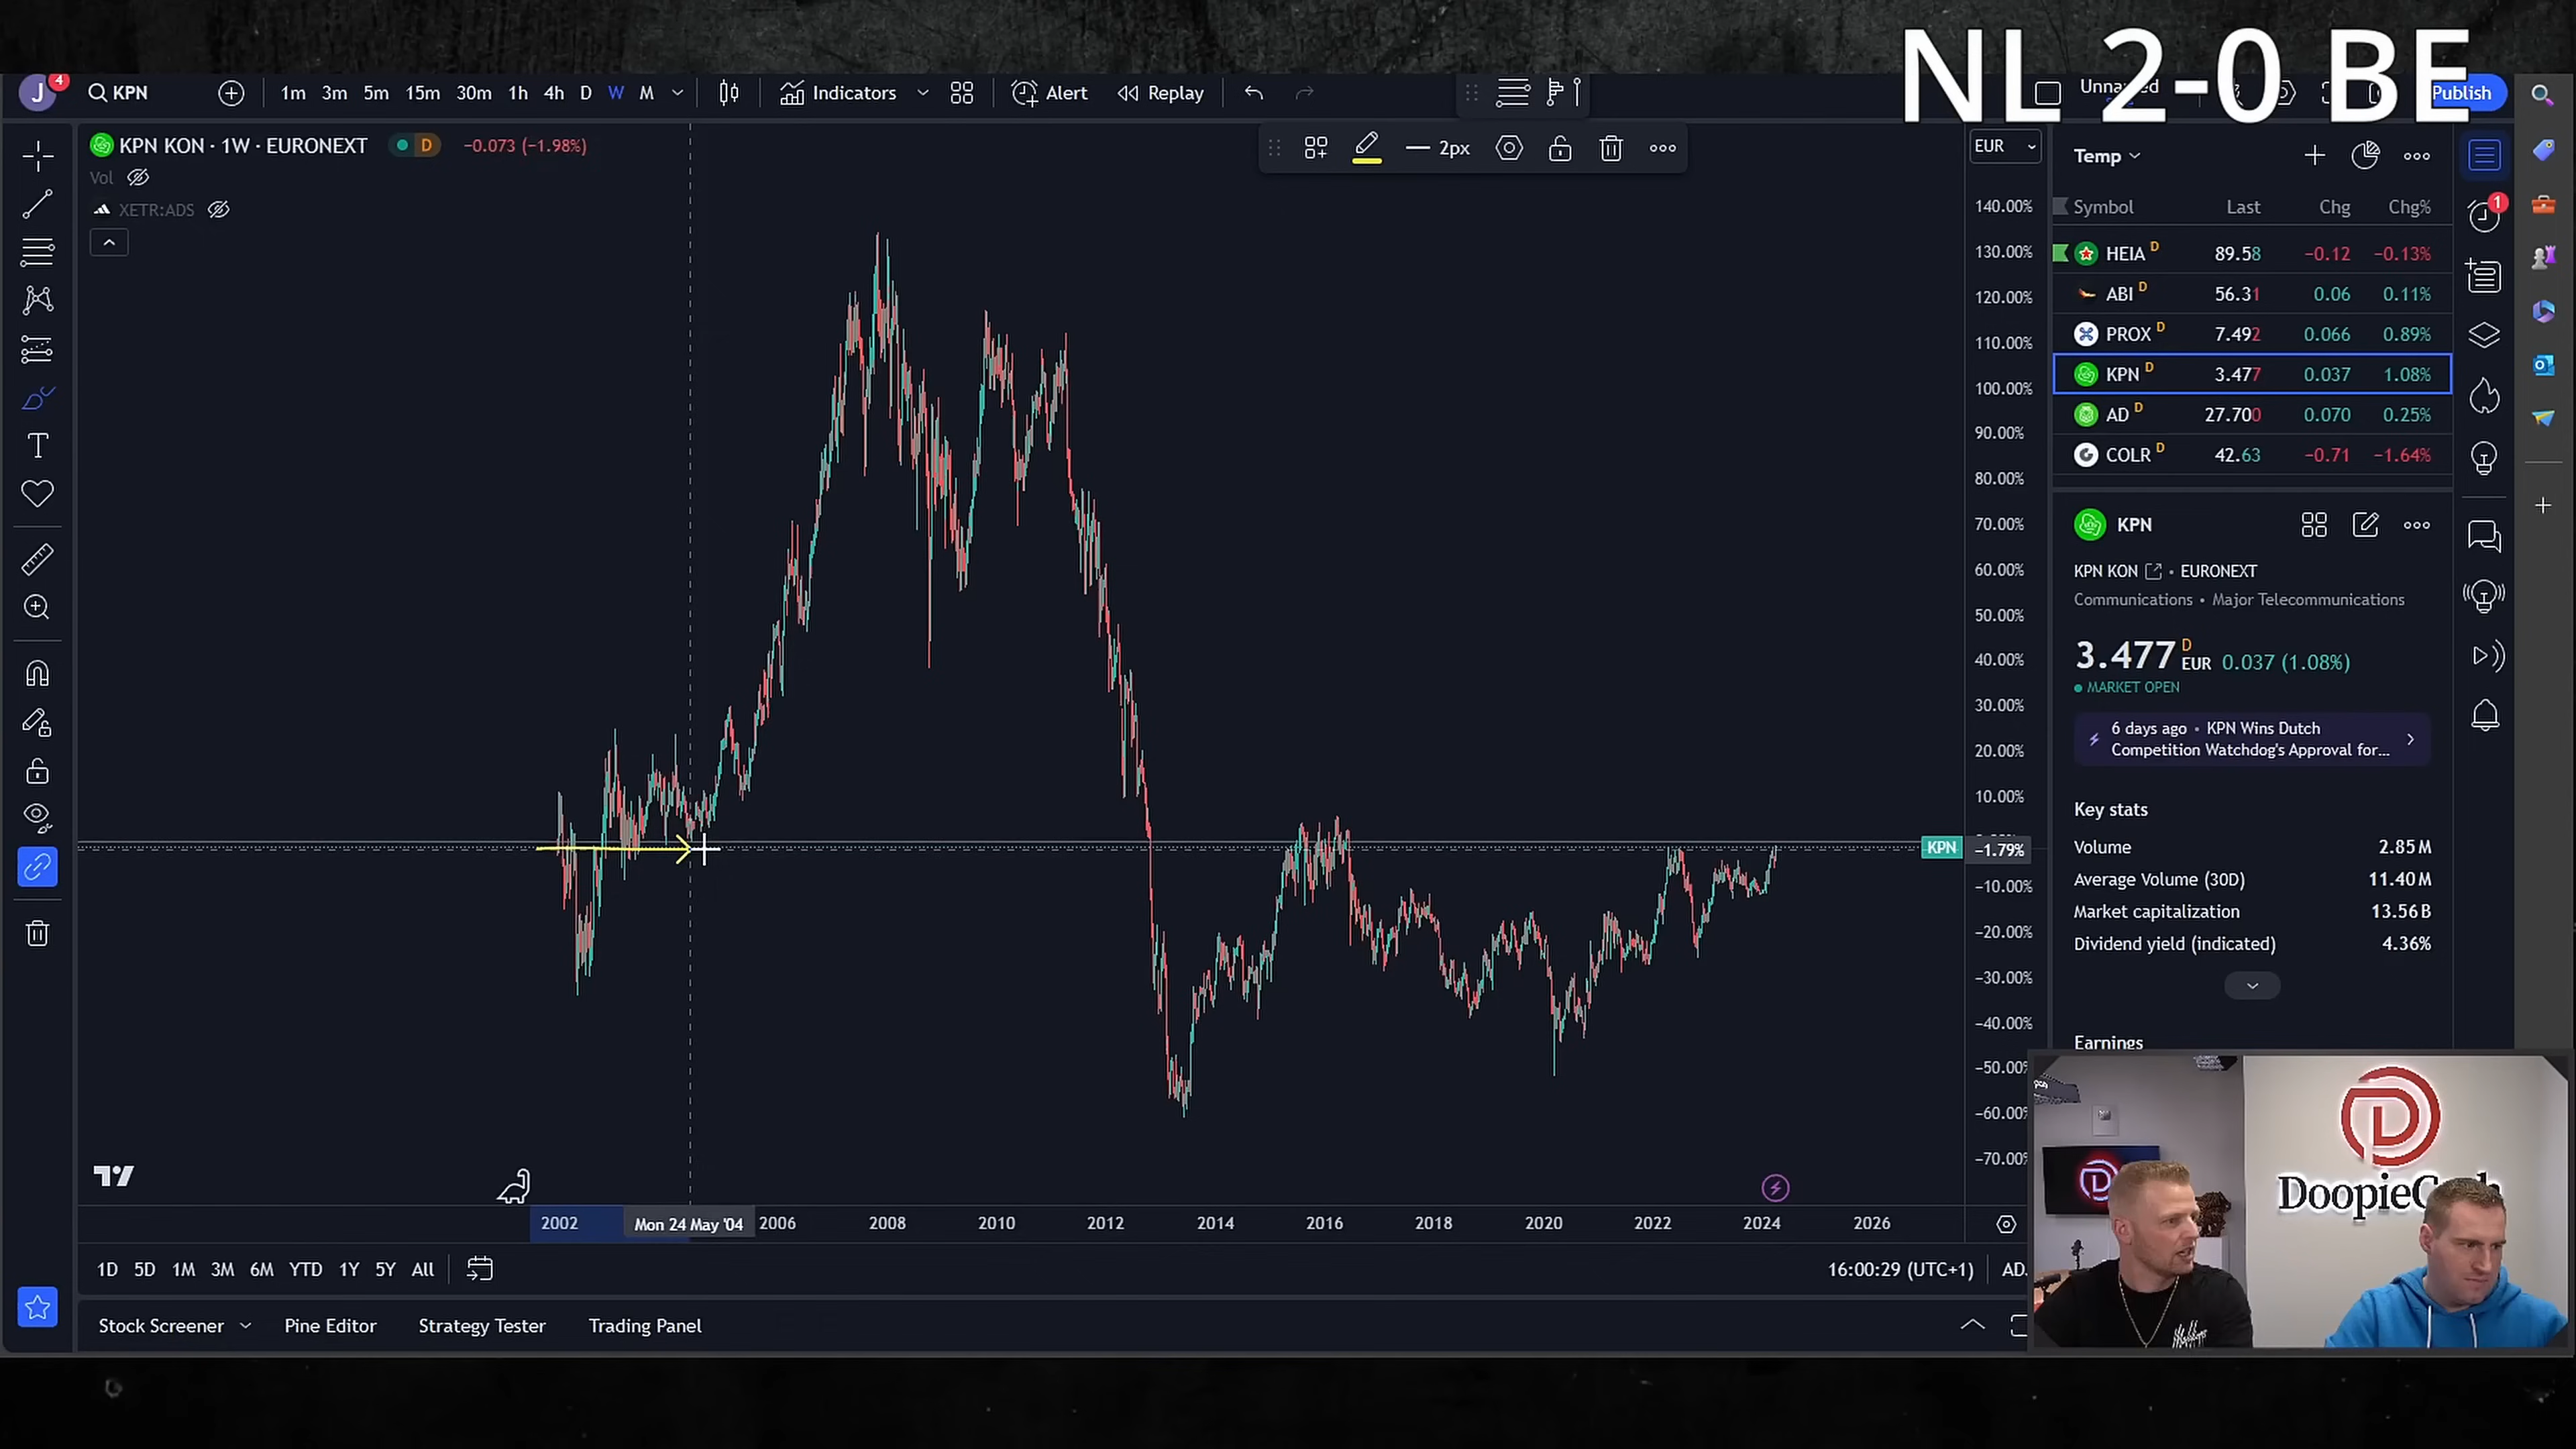 NL 2-0 BE
J
4
KPN
1m 3m 5m 15m 30m 1h 4h D W M
Indicators
Alert
Replay
Publish
KPN KON · 1W · EURONEXT
D
−0.073 (−1.98%)
Vol
XETR:ADS
2px
EUR
140.00%
130.00%
120.00%
110.00%
100.00%
90.00%
80.00%
70.00%
60.00%
50.00%
40.00%
30.00%
20.00%
10.00%
KPN
−1.79%
−10.00%
−20.00%
−30.00%
−40.00%
−50.00%
−60.00%
−70.00%
2002
Mon 24 May '04
2006 2008 2010 2012 2014 2016 2018 2020 2022 2024 2026
1D 5D 1M 3M 6M YTD 1Y 5Y All
16:00:29 (UTC+1)
Stock Screener
Pine Editor
Strategy Tester
Trading Panel
Temp
1
Symbol Last Chg Chg%
HEIA D 89.58 −0.12 −0.13%
ABI D 56.31 0.06 0.11%
PROX D 7.492 0.066 0.89%
KPN D 3.477 0.037 1.08%
AD D 27.700 0.070 0.25%
COLR D 42.63 −0.71 −1.64%
KPN
KPN KON • EURONEXT
Communications • Major Telecommunications
3.477 D EUR 0.037 (1.08%)
MARKET OPEN
6 days ago • KPN Wins Dutch
Competition Watchdog's Approval for...
Key stats
Volume 2.85M
Average Volume (30D) 11.40M
Market capitalization 13.56B
Dividend yield (indicated) 4.36%
Earnings